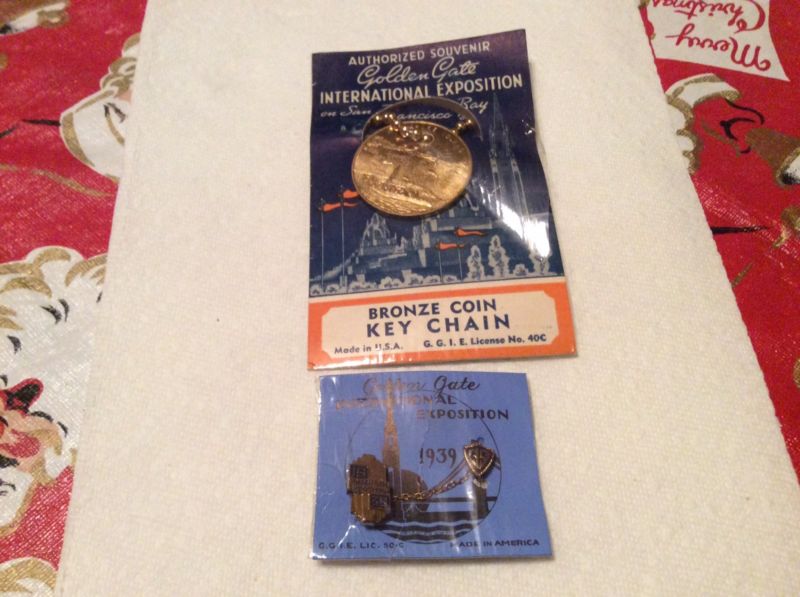 Merry
Christmas
AUTHORIZED SOUVENIR
Golden Gate
INTERNATIONAL EXPOSITION
on San Francisco Bay
BRONZE COIN
KEY CHAIN
Made in U.S.A. G. G. I. E. License No. 40C
Golden Gate
INTERNATIONAL
EXPOSITION
1939
G.G.I.E. LIC. 50-C MADE IN AMERICA